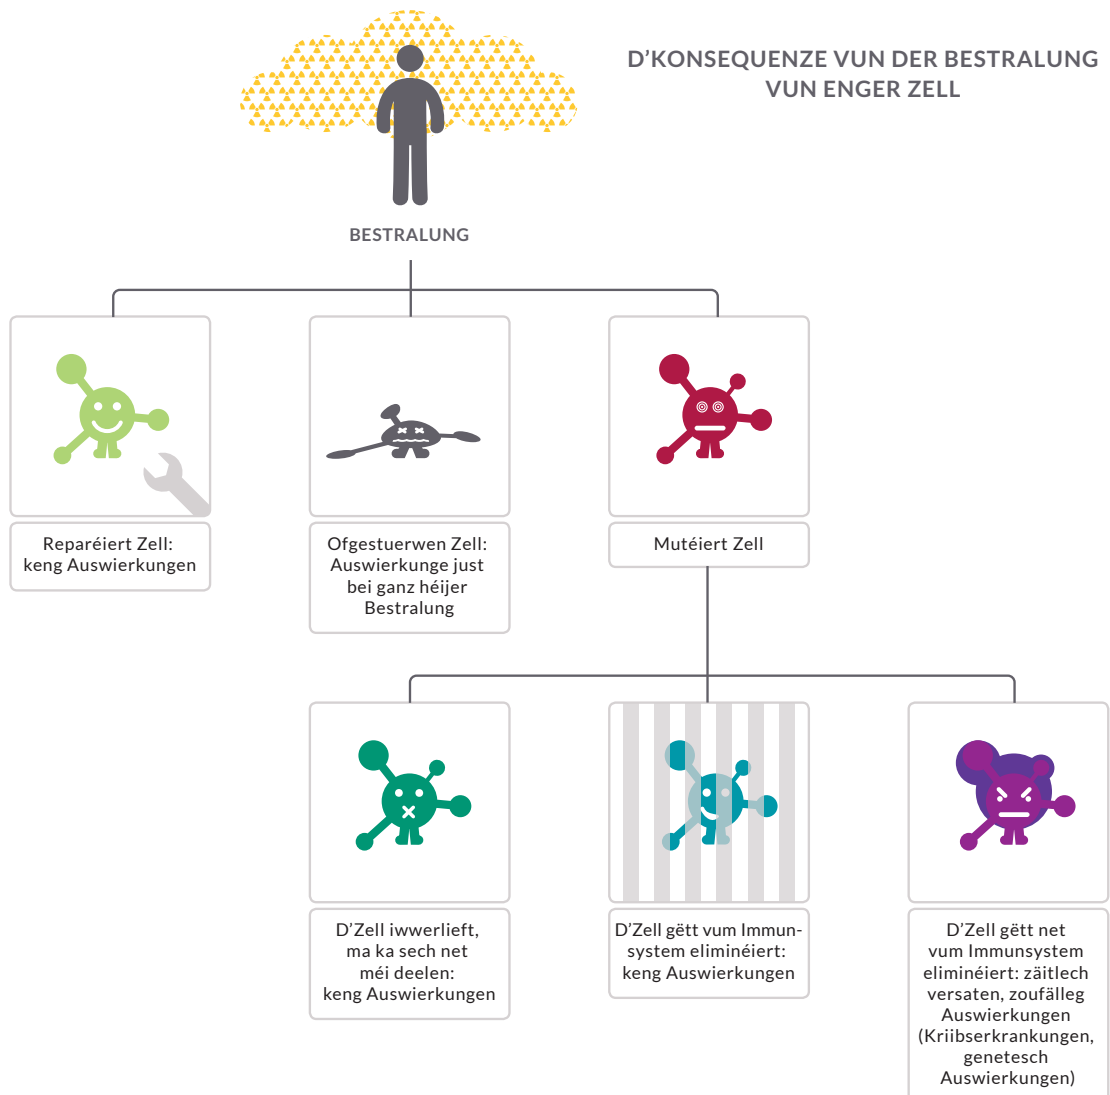 D'KONSEQUENZE VUN DER BESTRALUNG
VUN ENGER ZELL
BESTRALUNG
Reparéiert Zell:
keng Auswierkungen
Ofgestuerwen Zell:
Auswierkunge just
bei ganz héijer
Bestralung
Mutéiert Zell
D'Zell iwwerlieft,
ma ka sech net
méi deelen:
keng Auswierkungen
D'Zell gëtt vum Immun-
system eliminéiert:
keng Auswierkungen
D'Zell gëtt net
vum Immunsystem
eliminéiert: zäitlech
versaten, zoufälleg
Auswierkungen
(Kriibserkrankungen,
genetesch
Auswierkungen)